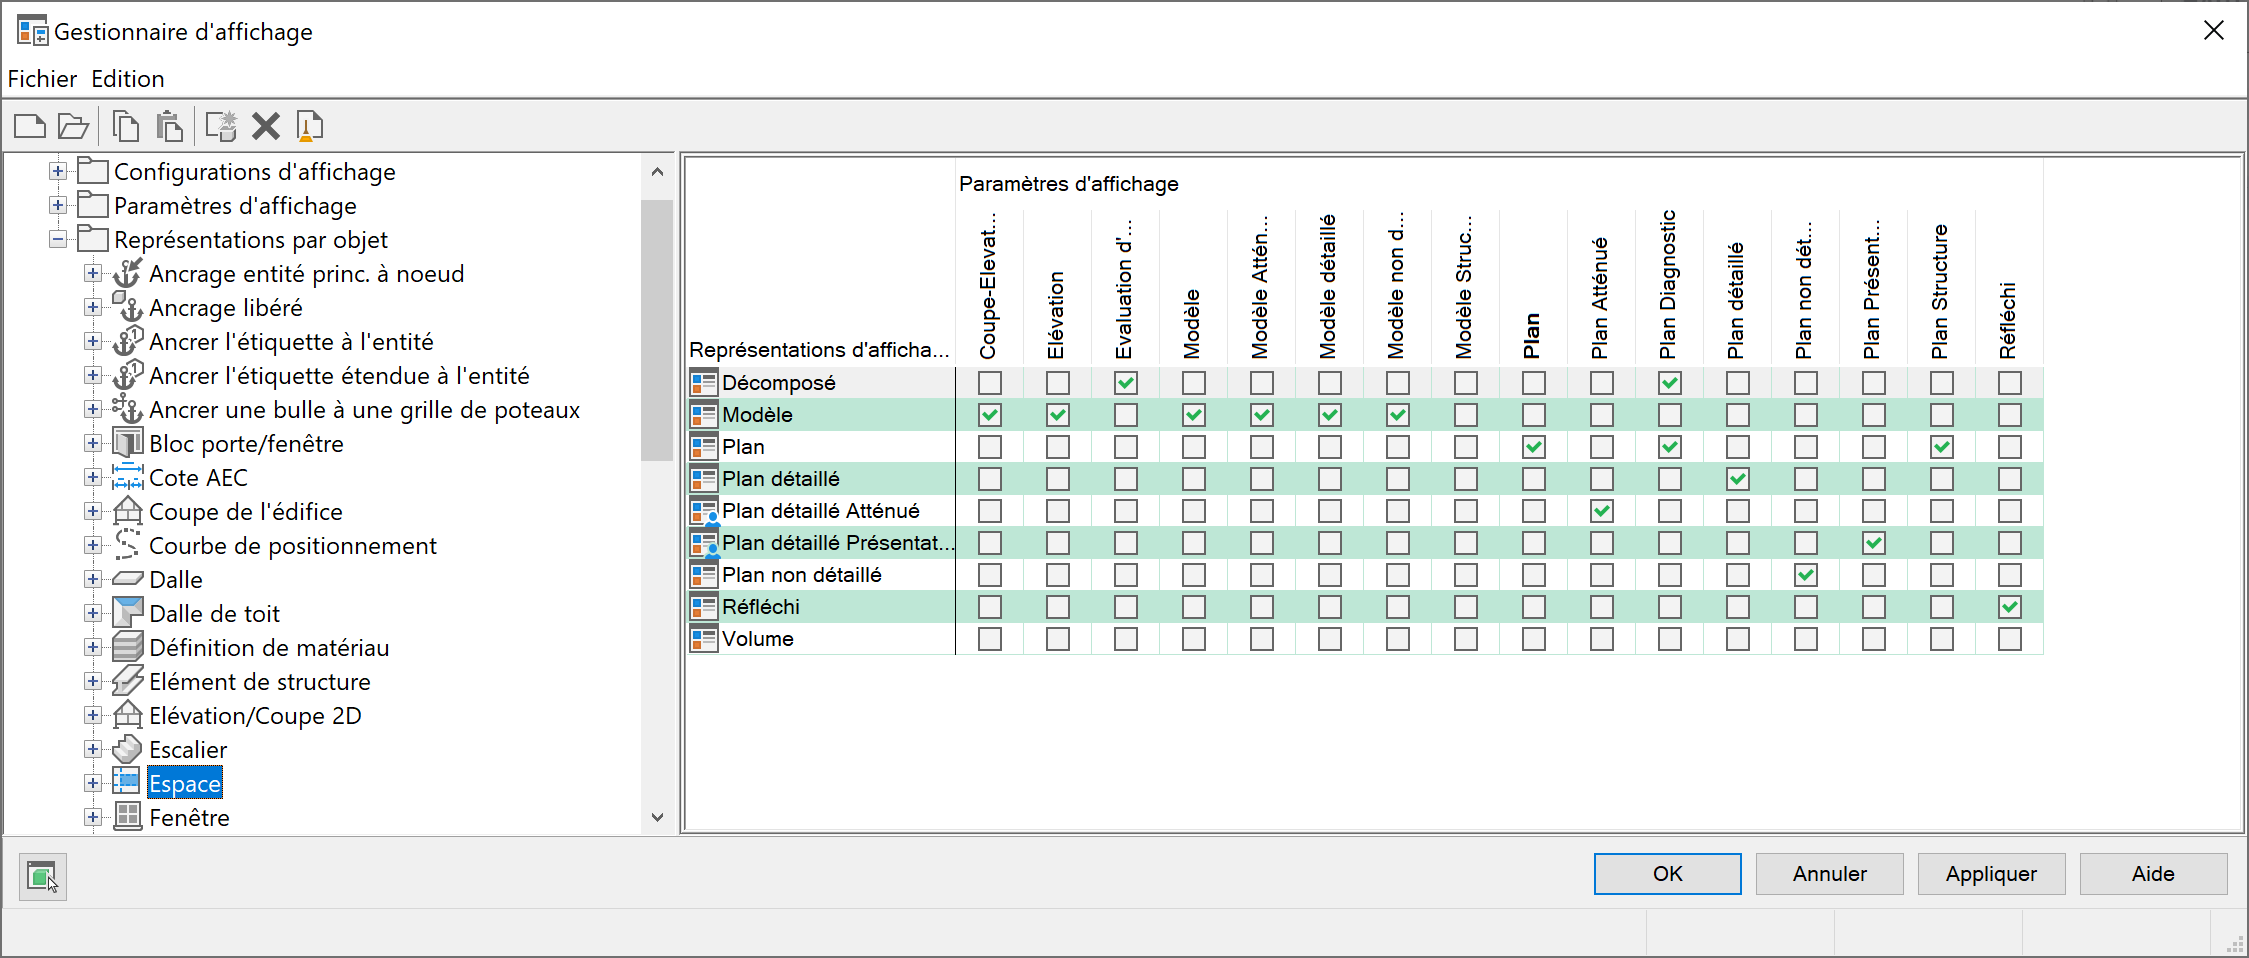 Gestionnaire d'affichage
Fichier Edition
Configurations d'affichage
Paramètres d'affichage
Représentations par objet
Ancrage entité princ. à noeud
Ancrage libéré
Ancrer l'étiquette à l'entité
Ancrer l'étiquette étendue à l'entité
Ancrer une bulle à une grille de poteaux
Bloc porte/fenêtre
Cote AEC
Coupe de l'édifice
Courbe de positionnement
Dalle
Dalle de toit
Définition de matériau
Elément de structure
Elévation/Coupe 2D
Escalier
Espace
Fenêtre
Paramètres d'affichage
Représentations d'afficha...
Coupe-Elevat...
Elévation
Evaluation d'...
Modèle
Modèle Attén...
Modèle détaillé
Modèle non d...
Modèle Struc...
Plan
Plan Atténué
Plan Diagnostic
Plan détaillé
Plan non dét...
Plan Présent...
Plan Structure
Réfléchi
Décomposé
Modèle
Plan
Plan détaillé
Plan détaillé Atténué
Plan détaillé Présentat...
Plan non détaillé
Réfléchi
Volume
OK Annuler Appliquer Aide